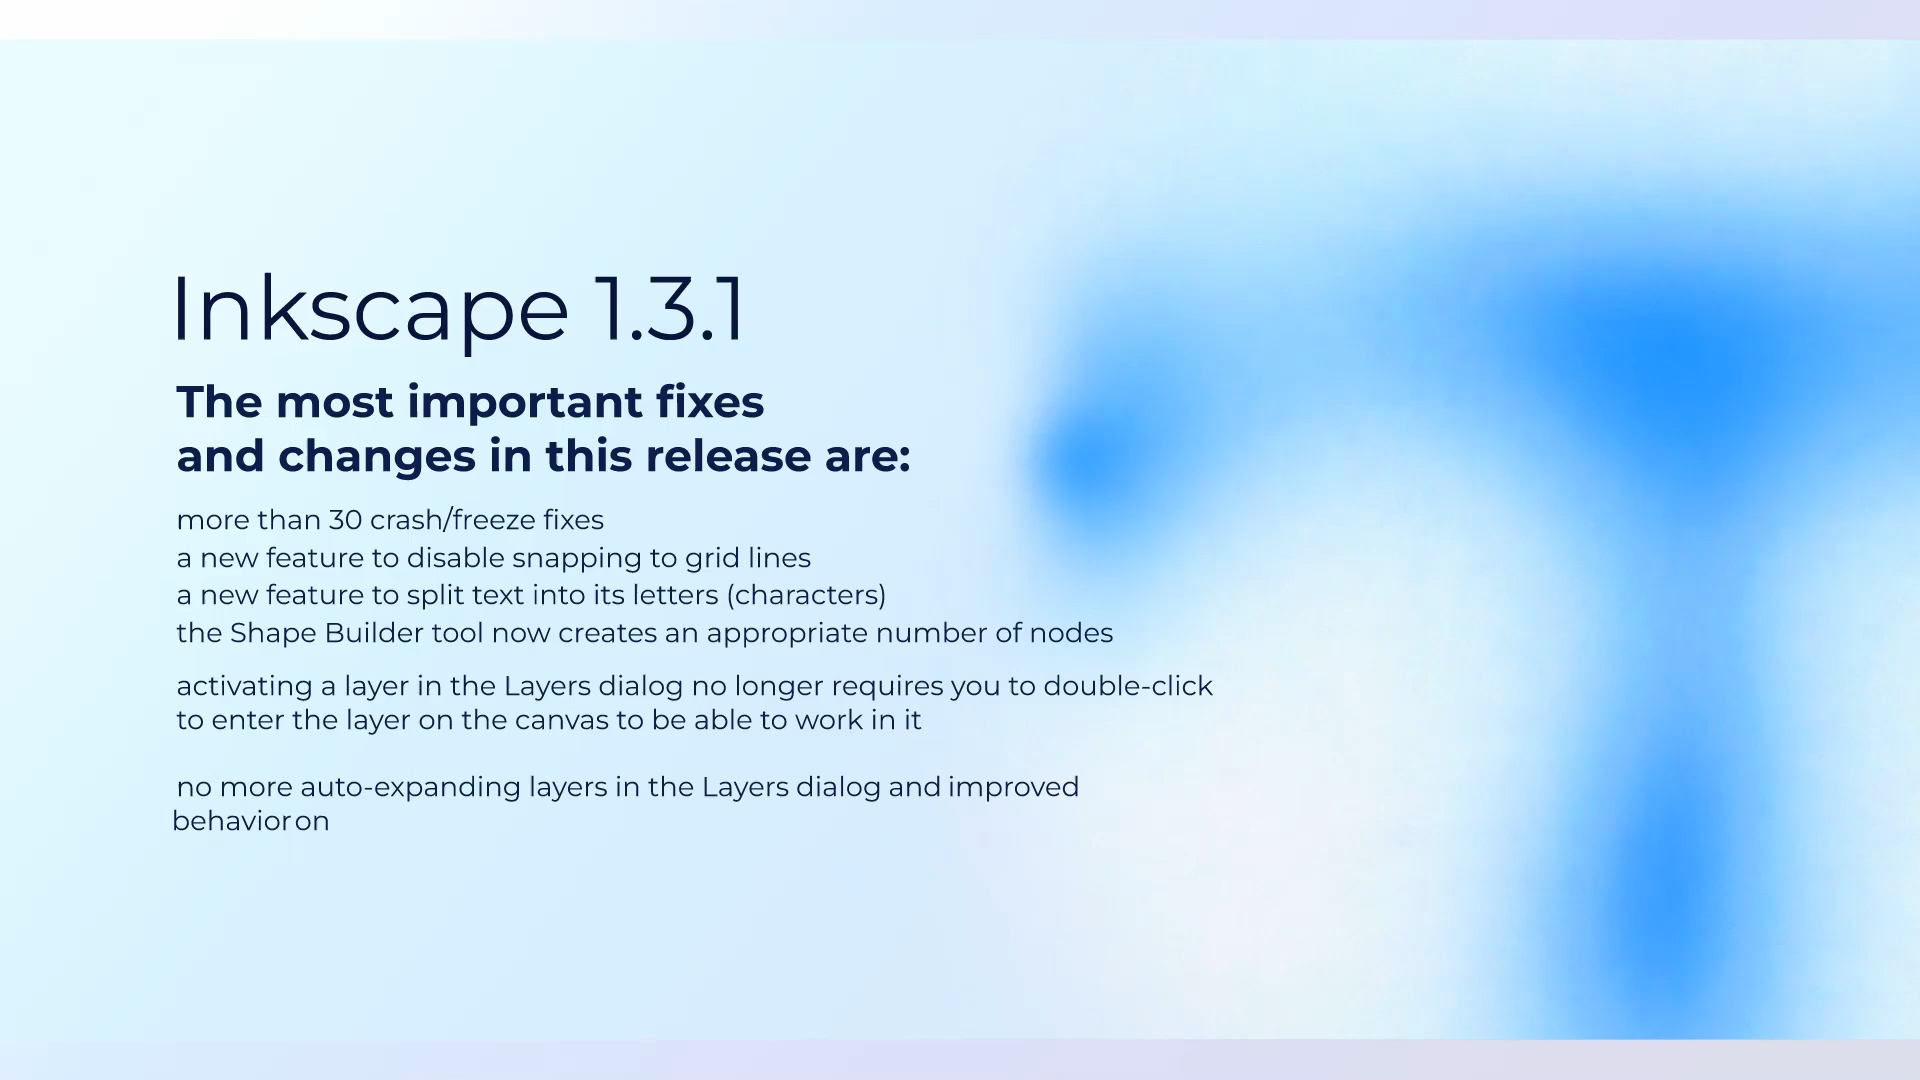 Inkscape 1.3.1
The most important fixes
and changes in this release are:
more than 30 crash/freeze fixes
a new feature to disable snapping to grid lines
a new feature to split text into its letters (characters)
the Shape Builder tool now creates an appropriate number of nodes
activating a layer in the Layers dialog no longer requires you to double-click
to enter the layer on the canvas to be able to work in it
no more auto-expanding layers in the Layers dialog and improved
behavior on